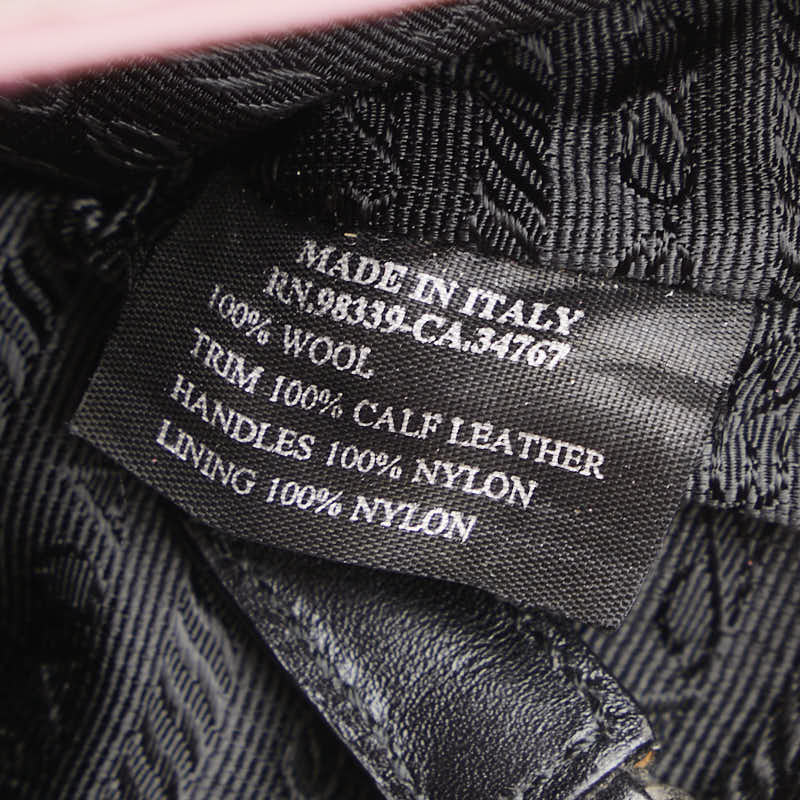 MADE IN ITALY
RN.98339-CA.34767
100% WOOL
TRIM 100% CALF LEATHER
HANDLES 100% NYLON
LINING 100% NYLON